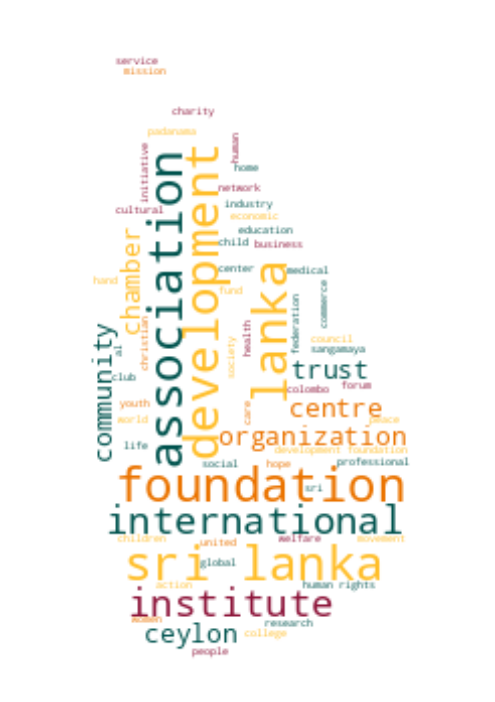 service
mission
charity
padanama
human
initiative
home
network
cultural
industry
economic
education
child
business
association
development
chamber
center
medical
hand
fund
lanka
commerce
federation
community
al
christian
society
health
council
sangamaya
trust
club
colombo
forum
youth
world
care
centre
peace
life
organization
development foundation
social
hope
professional
foundation
sri
international
children
united
welfare
movement
global
sri lanka
action
human rights
institute
women
research
ceylon
college
people